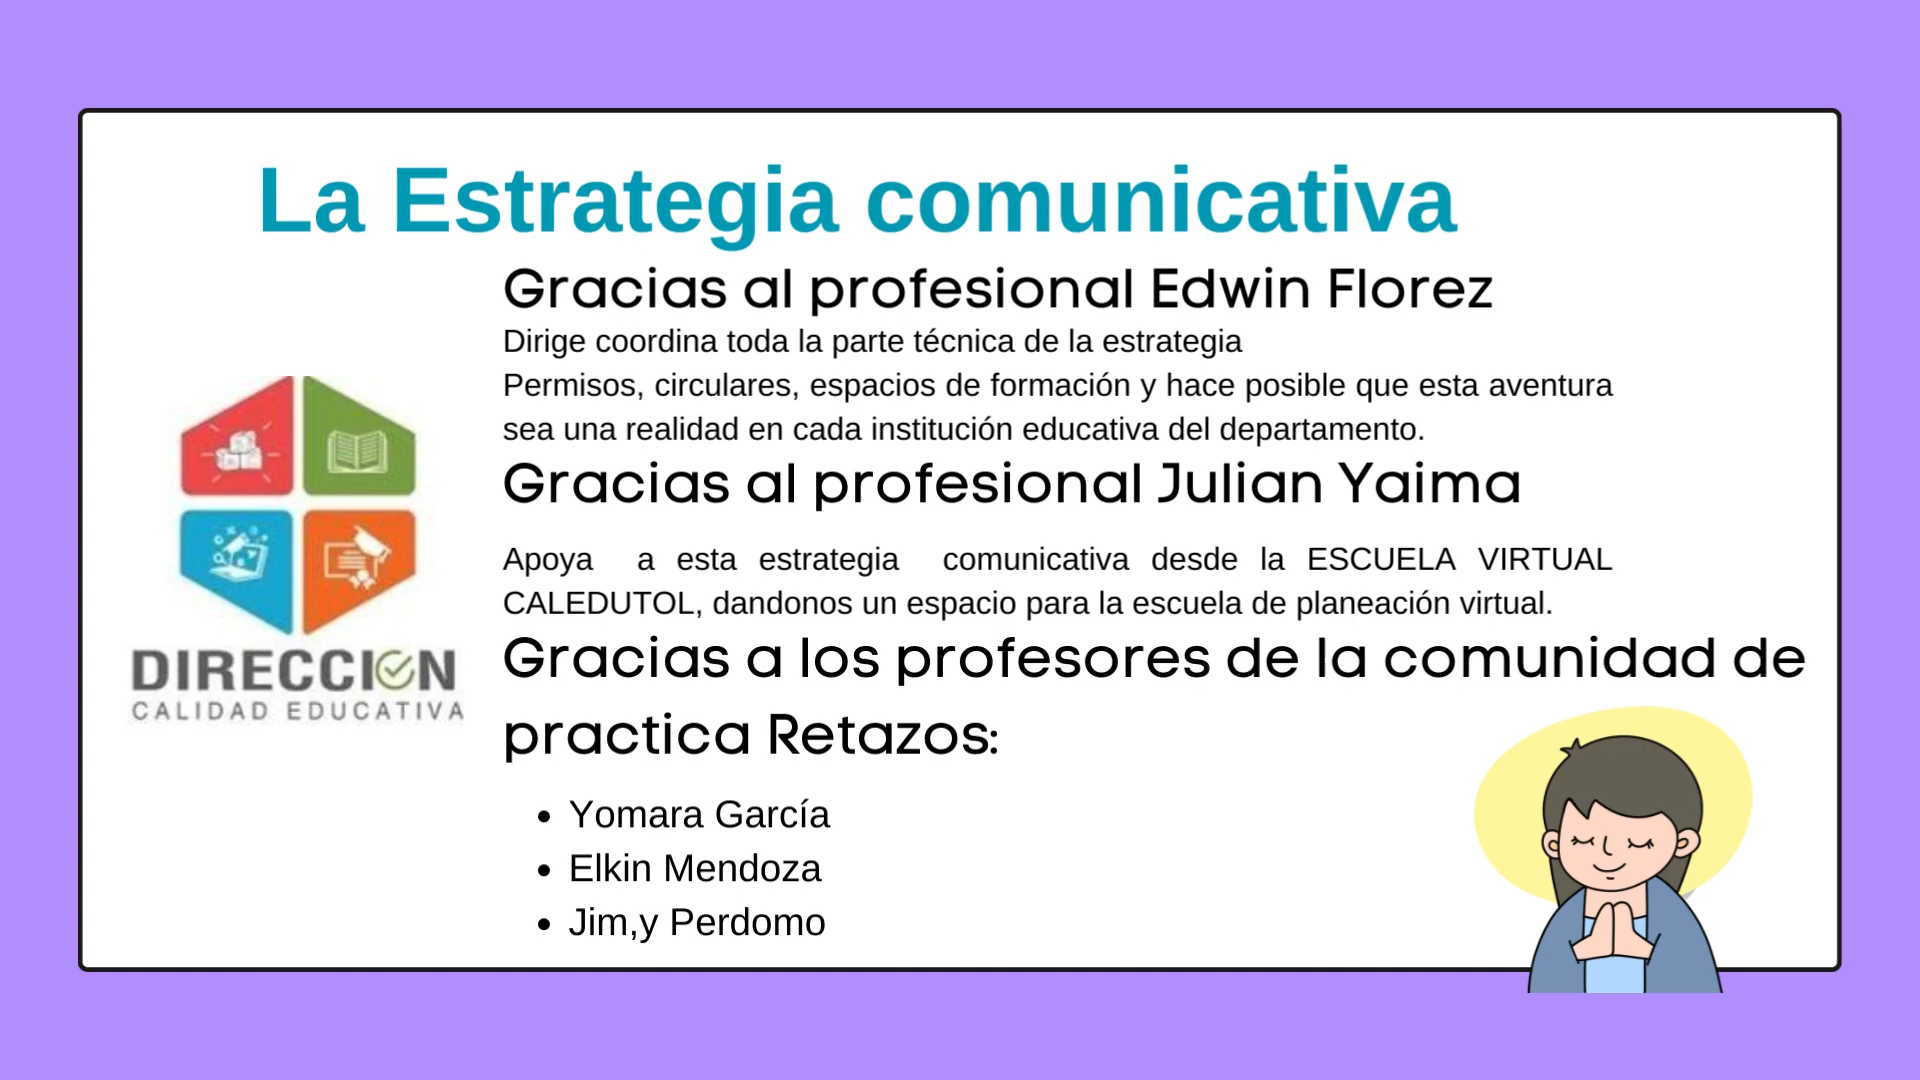 La Estrategia comunicativa
Gracias al profesional Edwin Florez
Dirige coordina toda la parte técnica de la estrategia
Permisos, circulares, espacios de formación y hace posible que esta aventura
sea una realidad en cada institución educativa del departamento.
Gracias al profesional Julian Yaima
Apoya a esta estrategia comunicativa desde la ESCUELA VIRTUAL
CALEDUTOL, dandonos un espacio para la escuela de planeación virtual.
DIRECCIÓN
CALIDAD EDUCATIVA
Gracias a los profesores de la comunidad de
practica Retazos:
• Yomara García
• Elkin Mendoza
• Jim,y Perdomo